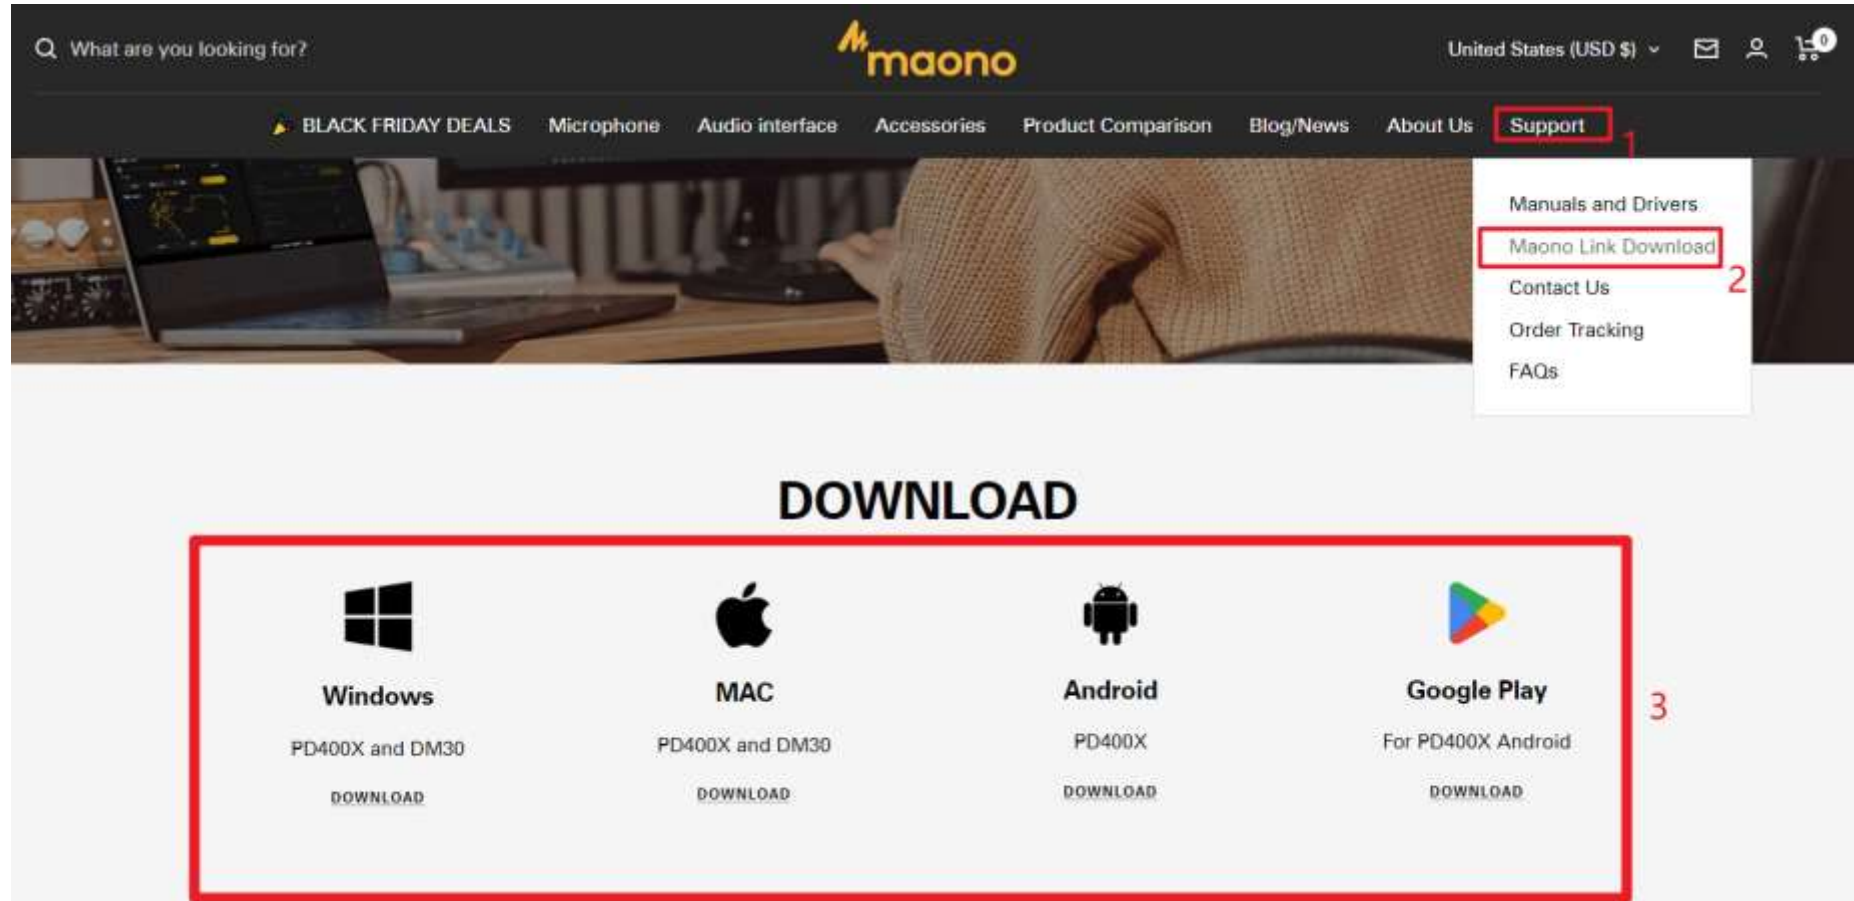 What are you looking for?
maono
United States (USD $)
0
BLACK FRIDAY DEALS Microphone Audio interface Accessories Product Comparison Blog/News About Us Support
1
Manuals and Drivers
Maono Link Download
2
Contact Us
Order Tracking
FAQs
DOWNLOAD
Windows MAC Android Google Play
3
PD400X and DM30 PD400X and DM30 PD400X For PD400X Android
DOWNLOAD DOWNLOAD DOWNLOAD DOWNLOAD